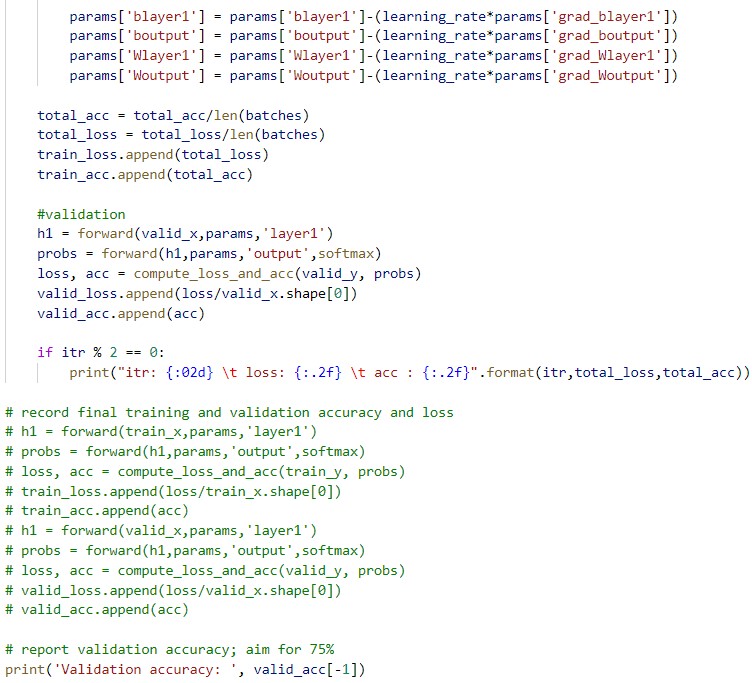 params['blayer1'] = params['blayer1']-(learning_rate*params['grad_blayer1'])
params['boutput'] = params['boutput']-(learning_rate*params['grad_boutput'])
params['Wlayer1'] = params['Wlayer1']-(learning_rate*params['grad_Wlayer1'])
params['Woutput'] = params['Woutput']-(learning_rate*params['grad_Woutput'])
total_acc = total_acc/len(batches)
total_loss = total_loss/len(batches)
train_loss.append(total_loss)
train_acc.append(total_acc)
#validation
h1 = forward(valid_x,params,'layer1')
probs = forward(h1,params,'output',softmax)
loss, acc = compute_loss_and_acc(valid_y, probs)
valid_loss.append(loss/valid_x.shape[0])
valid_acc.append(acc)
if itr % 2 == 0:
print("itr: {:02d} \t loss: {:.2f} \t acc : {:.2f}".format(itr,total_loss,total_acc))
# record final training and validation accuracy and loss
# h1 = forward(train_x,params,'layer1')
# probs = forward(h1,params,'output',softmax)
# loss, acc = compute_loss_and_acc(train_y, probs)
# train_loss.append(loss/train_x.shape[0])
# train_acc.append(acc)
# h1 = forward(valid_x,params,'layer1')
# probs = forward(h1,params,'output',softmax)
# loss, acc = compute_loss_and_acc(valid_y, probs)
# valid_loss.append(loss/valid_x.shape[0])
# valid_acc.append(acc)
# report validation accuracy; aim for 75%
print('Validation accuracy: ', valid_acc[-1])